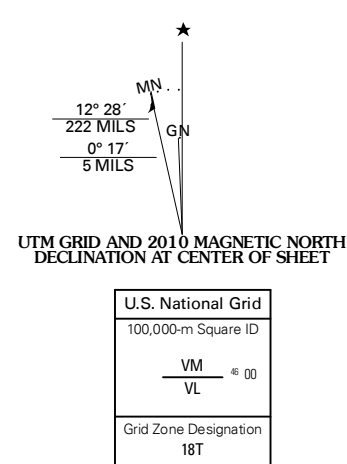 ★
MN
GN
12° 28´
222 MILS
0° 17´
5 MILS
UTM GRID AND 2010 MAGNETIC NORTH
DECLINATION AT CENTER OF SHEET
U.S. National Grid
100,000-m Square ID
VM
46 00
VL
Grid Zone Designation
18T